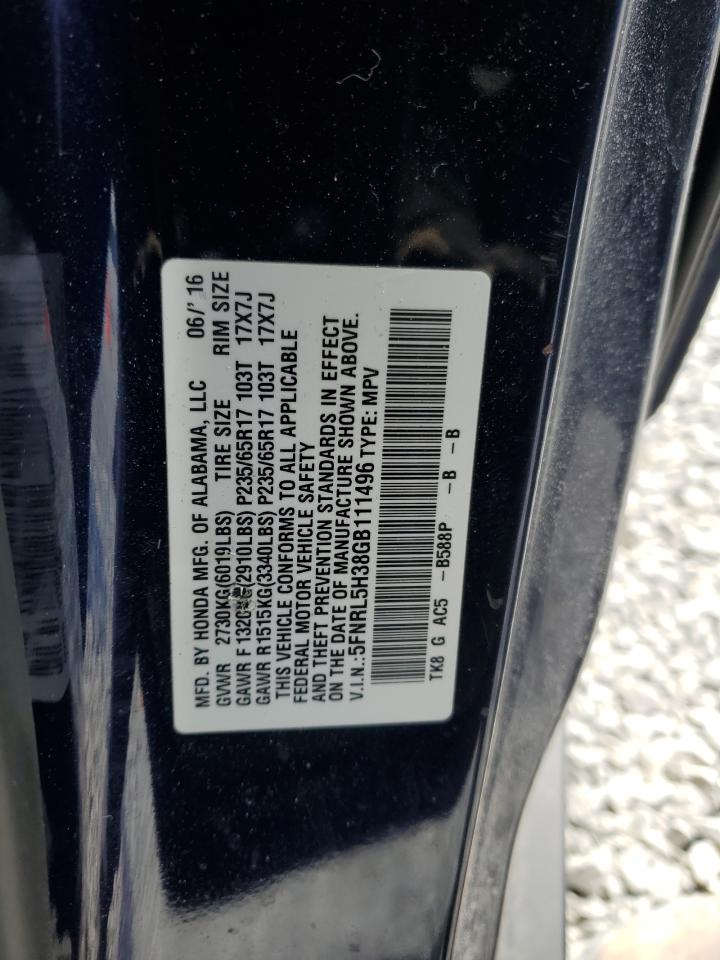 MFD. BY HONDA MFG. OF ALABAMA, LLC 06/'16
GVWR 2730KG(6019LBS) TIRE SIZE RIM SIZE
GAWR F 1320KG(2910LBS) P235/65R17 103T 17X7J
GAWR R1515KG(3340LBS) P235/65R17 103T 17X7J
THIS VEHICLE CONFORMS TO ALL APPLICABLE
FEDERAL MOTOR VEHICLE SAFETY
AND THEFT PREVENTION STANDARDS IN EFFECT
ON THE DATE OF MANUFACTURE SHOWN ABOVE.
V.I.N.:5FNRL5H38GB111496 TYPE: MPV
TK8 G AC5 -B588P -B -B